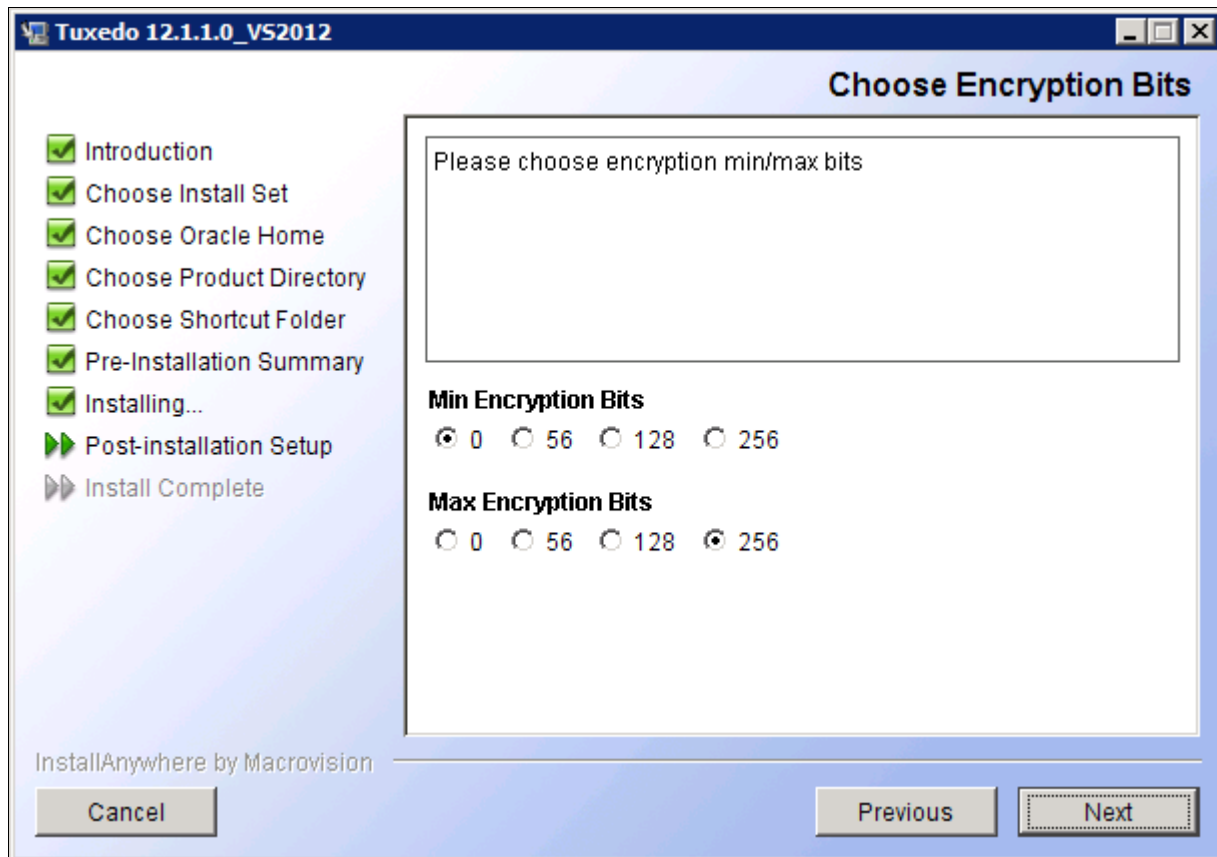 Tuxedo 12.1.1.0_VS2012
Choose Encryption Bits
Introduction
Choose Install Set
Choose Oracle Home
Choose Product Directory
Choose Shortcut Folder
Pre-Installation Summary
Installing...
Post-installation Setup
Install Complete
Please choose encryption min/max bits
Min Encryption Bits
0 56 128 256
Max Encryption Bits
0 56 128 256
InstallAnywhere by Macrovision
Cancel Previous Next